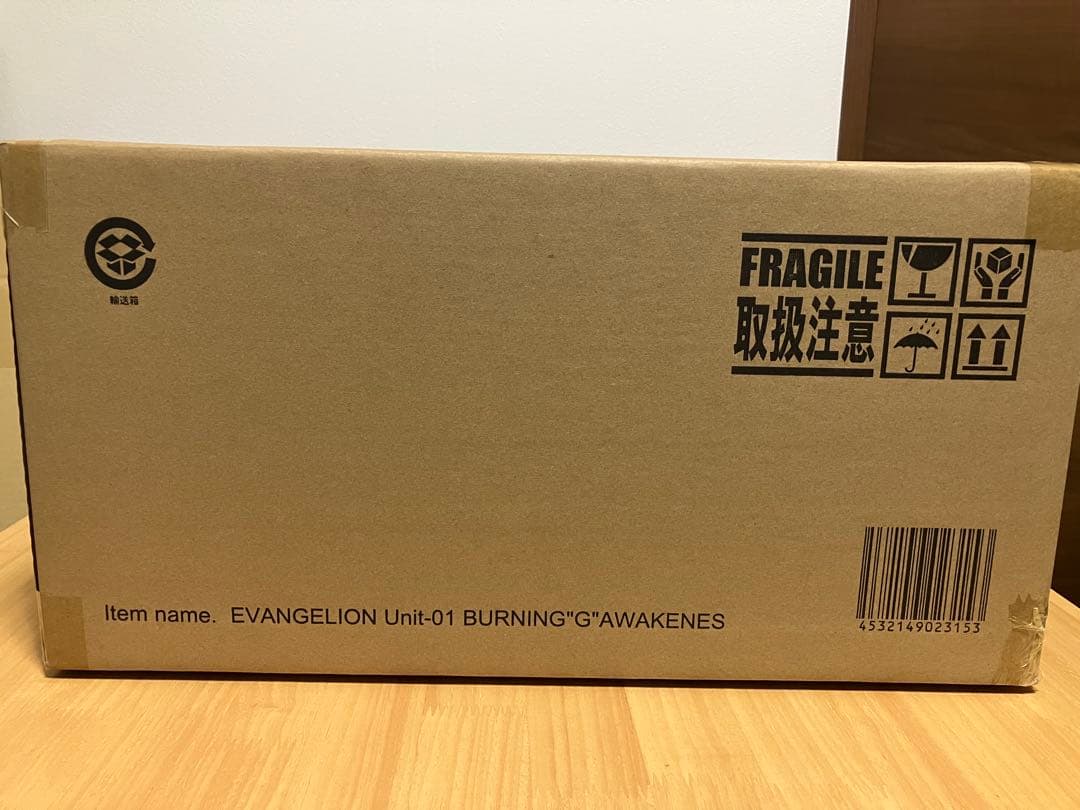 輸送箱
FRAGILE
取扱注意
Item name. EVANGELION Unit-01 BURNING"G"AWAKENES
4532149023153